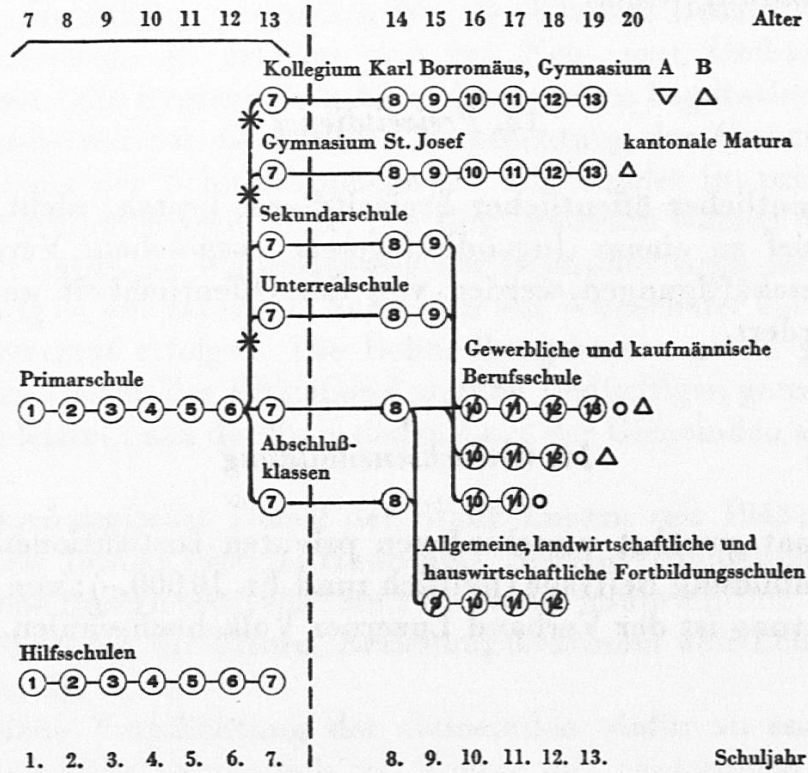 7 8 9 10 11 12 13 14 15 16 17 18 19 20 Alter
Kollegium Karl Borromäus, Gymnasium A B
7 8 9 10 11 12 13
Gymnasium St. Josef kantonale Matura
7 8 9 10 11 12 13
Sekundarschule
7 8 9
Unterrealschule
7 8 9
Gewerbliche und kaufmännische
Primarschule Berufsschule
1 2 3 4 5 6 7 8 10 11 12 13
Abschluß-
klassen
10 11 12
7 8 10 11
Allgemeine, landwirtschaftliche und
hauswirtschaftliche Fortbildungsschulen
9 10 11 12
Hilfsschulen
1 2 3 4 5 6 7
1. 2. 3. 4. 5. 6. 7. 8. 9. 10. 11. 12. 13. Schuljahr